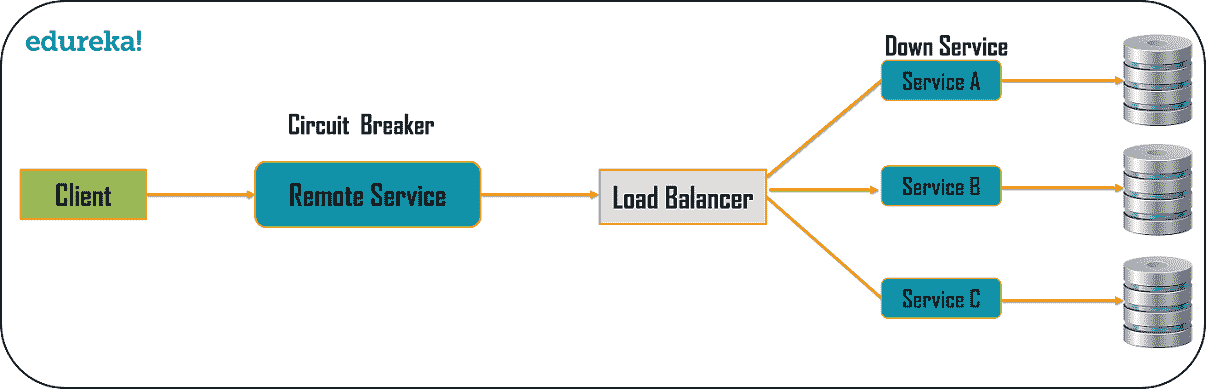 edureka!
Down Service
Service A
Circuit Breaker
Client
Remote Service
Load Balancer
Service B
Service C